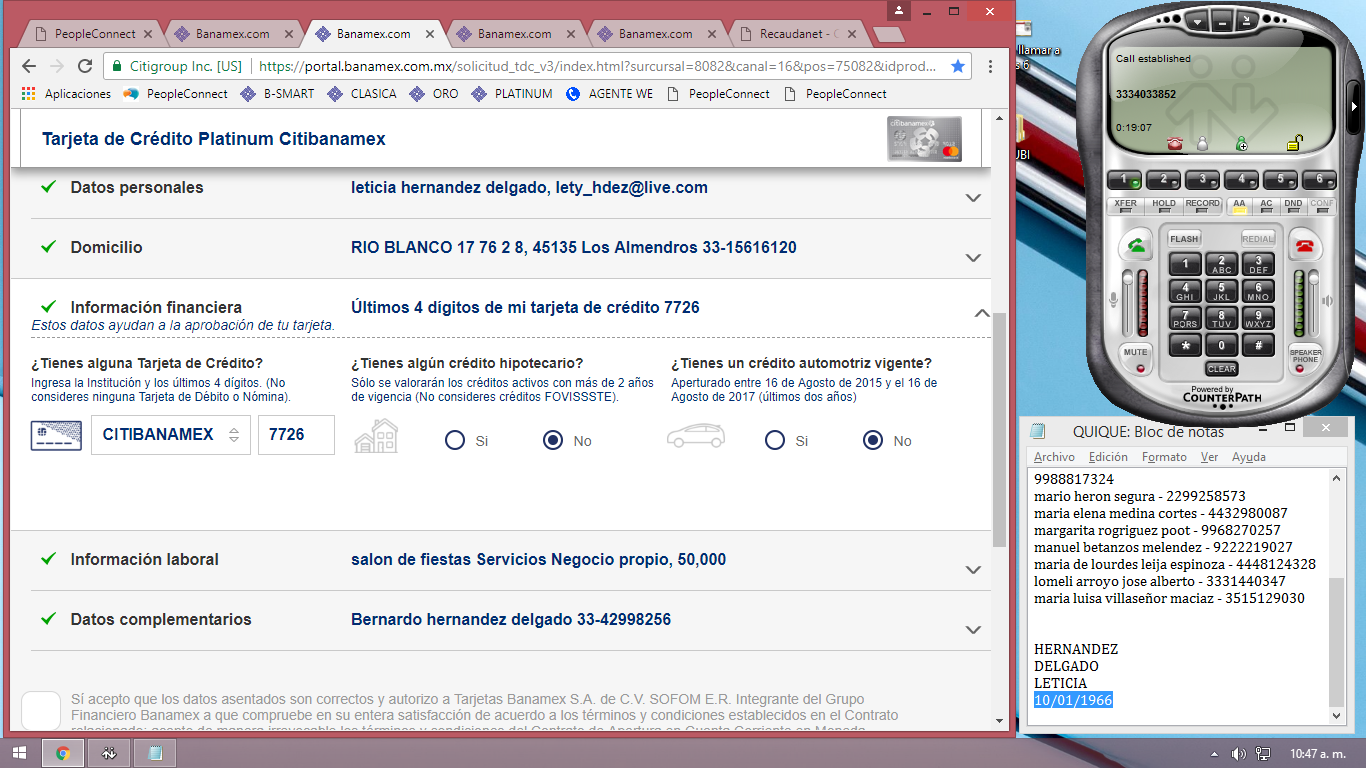 PeopleConnect
Banamex.com
Banamex.com
Banamex.com
Banamex.com
Recaudanet - C
Citigroup Inc. [US] https://portal.banamex.com.mx/solicitud_tdc_v3/index.html?surcursal=8082&canal=16&pos=75082&idprod...
Aplicaciones PeopleConnect B-SMART CLASICA ORO PLATINUM AGENTE WE PeopleConnect PeopleConnect
Tarjeta de Crédito Platinum Citibanamex
citibanamex
Datos personales leticia hernandez delgado, lety_hdez@live.com
Domicilio RIO BLANCO 17 76 2 8, 45135 Los Almendros 33-15616120
Información financiera Últimos 4 dígitos de mi tarjeta de crédito 7726
Estos datos ayudan a la aprobación de tu tarjeta.
¿Tienes alguna Tarjeta de Crédito?
Ingresa la Institución y los últimos 4 dígitos. (No
consideres ninguna Tarjeta de Débito o Nómina).
CITIBANAMEX 7726
¿Tienes algún crédito hipotecario?
Sólo se valorarán los créditos activos con más de 2 años
de vigencia (No consideres créditos FOVISSSTE).
Si No
¿Tienes un crédito automotriz vigente?
Aperturado entre 16 de Agosto de 2015 y el 16 de
Agosto de 2017 (últimos dos años)
Si No
Información laboral salon de fiestas Servicios Negocio propio, 50,000
Datos complementarios Bernardo hernandez delgado 33-42998256
Sí acepto que los datos asentados son correctos y autorizo a Tarjetas Banamex S.A. de C.V. SOFOM E.R. Integrante del Grupo
Financiero Banamex a que compruebe en su entera satisfacción de acuerdo a los términos y condiciones establecidos en el Contrato
llamar a
s 6
UBI
Call established
3334033852
0:19:07
1 2 3 4 5 6
XFER HOLD RECORD AA AC DND CONF
FLASH REDIAL
1 2 ABC 3 DEF
4 GHI 5 JKL 6 MNO
7 PQRS 8 TUV 9 WXYZ
* 0 #
MUTE
CLEAR
SPEAKER
PHONE
Powered by
COUNTERPATH
QUIQUE: Bloc de notas
Archivo Edición Formato Ver Ayuda
9988817324
mario heron segura - 2299258573
maria elena medina cortes - 4432980087
margarita rogriguez poot - 9968270257
manuel betanzos melendez - 9222219027
maria de lourdes leija espinoza - 4448124328
lomeli arroyo jose alberto - 3331440347
maria luisa villaseñor maciaz - 3515129030
HERNANDEZ
DELGADO
LETICIA
10/01/1966
10:47 a. m.